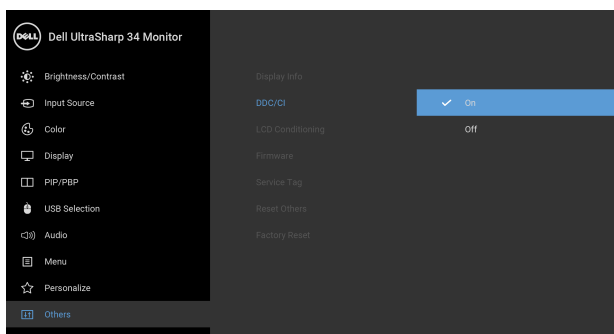 DELL
Dell UltraSharp 34 Monitor
Brightness/Contrast
Input Source
Color
Display
PIP/PBP
USB Selection
Audio
Menu
Personalize
Others
Display Info
DDC/CI
LCD Conditioning
Firmware
Service Tag
Reset Others
Factory Reset
On
Off